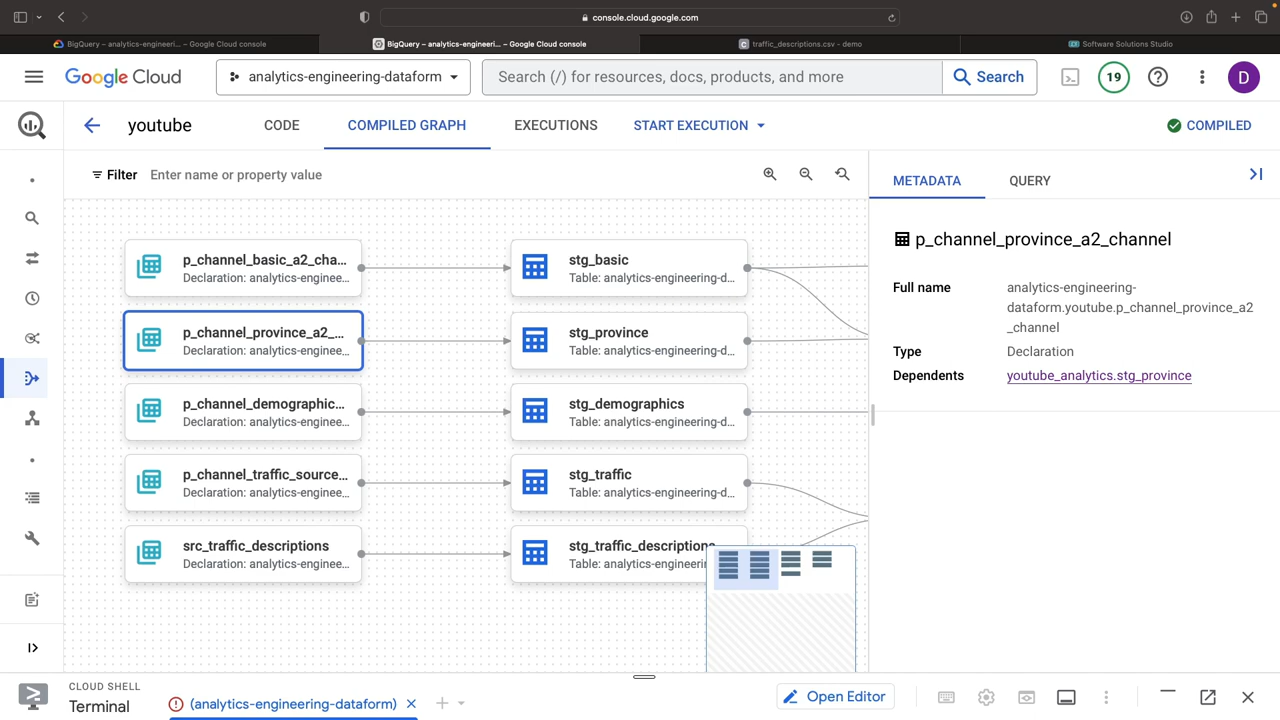 console.cloud.google.com
BigQuery – analytics-engineeri... – Google Cloud console
BigQuery – analytics-engineeri... – Google Cloud console
traffic_descriptions.csv - demo
Software Solutions Studio
Google Cloud
analytics-engineering-dataform
Search (/) for resources, docs, products, and more
Search
19
D
youtube
CODE
COMPILED GRAPH
EXECUTIONS
START EXECUTION
COMPILED
Filter
Enter name or property value
METADATA
QUERY
p_channel_basic_a2_cha...
Declaration: analytics-enginee...
stg_basic
Table: analytics-engineering-d...
p_channel_province_a2_...
Declaration: analytics-enginee...
stg_province
Table: analytics-engineering-d...
p_channel_demographic...
Declaration: analytics-enginee...
stg_demographics
Table: analytics-engineering-d...
p_channel_traffic_source...
Declaration: analytics-enginee...
stg_traffic
Table: analytics-engineering-d...
src_traffic_descriptions
Declaration: analytics-enginee...
stg_traffic_descriptions
Table: analytics-engineerin
p_channel_province_a2_channel
Full name
analytics-engineering-
dataform.youtube.p_channel_province_a2
_channel
Type
Declaration
Dependents
youtube_analytics.stg_province
CLOUD SHELL
Terminal
(analytics-engineering-dataform)
Open Editor